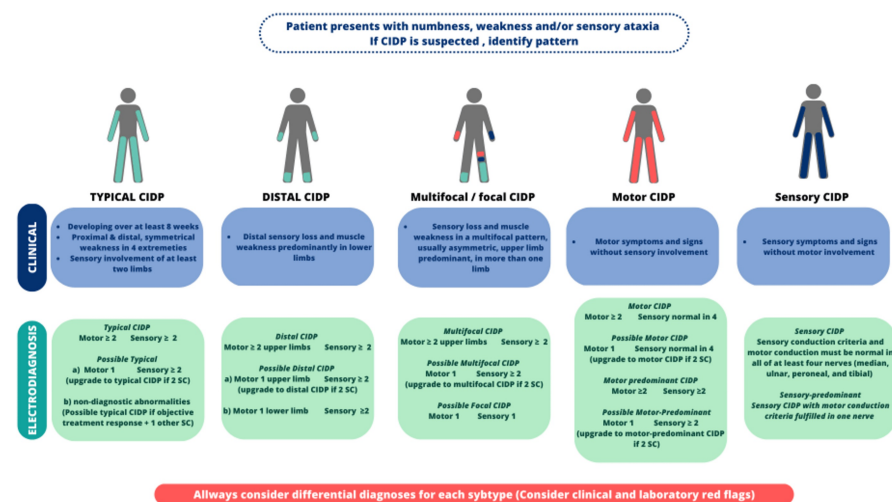 Patient presents with numbness, weakness and/or sensory ataxia
If CIDP is suspected , identify pattern
TYPICAL CIDP
DISTAL CIDP
Multifocal / focal CIDP
Motor CIDP
Sensory CIDP
CLINICAL
• Developing over at least 8 weeks
• Proximal & distal, symmetrical
weakness in 4 extremeties
• Sensory involvement of at least
two limbs
• Distal sensory loss and muscle
weakness predominantly in lower
limbs
• Sensory loss and muscle
weakness in a multifocal pattern,
usually asymmetric, upper limb
predominant, in more than one
limb
• Motor symptoms and signs
without sensory involvement
• Sensory symptoms and signs
without motor involvement
ELECTRODIAGNOSIS
Typical CIDP
Motor ≥ 2 Sensory ≥ 2
Possible Typical
a) Motor 1 Sensory ≥ 2
(upgrade to typical CIDP if 2 SC)
b) non-diagnostic abnormalities
(Possible typical CIDP if objective
treatment response + 1 other SC)
Distal CIDP
Motor ≥ 2 upper limbs Sensory ≥ 2
Possible Distal CIDP
a) Motor 1 upper limb Sensory ≥ 2
(upgrade to distal CIDP if 2 SC)
b) Motor 1 lower limb Sensory ≥2
Multifocal CIDP
Motor ≥ 2 upper limbs Sensory ≥ 2
Possible Multifocal CIDP
Motor 1 Sensory ≥ 2
(upgrade to multifocal CIDP if 2 SC)
Possible Focal CIDP
Motor 1 Sensory 1
Motor CIDP
Motor ≥ 2 Sensory normal in 4
Possible Motor CIDP
Motor 1 Sensory normal in 4
(upgrade to motor CIDP if 2 SC)
Motor predominant CIDP
Motor ≥2 Sensory ≥2
Possible Motor-Predominant
Motor 1 Sensory ≥ 2
(upgrade to motor-predominant CIDP
if 2 SC)
Sensory CIDP
Sensory conduction criteria and
motor conduction must be normal in
all of at least four nerves (median,
ulnar, peroneal, and tibial)
Sensory-predominant
Sensory CIDP with motor conduction
criteria fulfilled in one nerve
Allways consider differential diagnoses for each sybtype (Consider clinical and laboratory red flags)